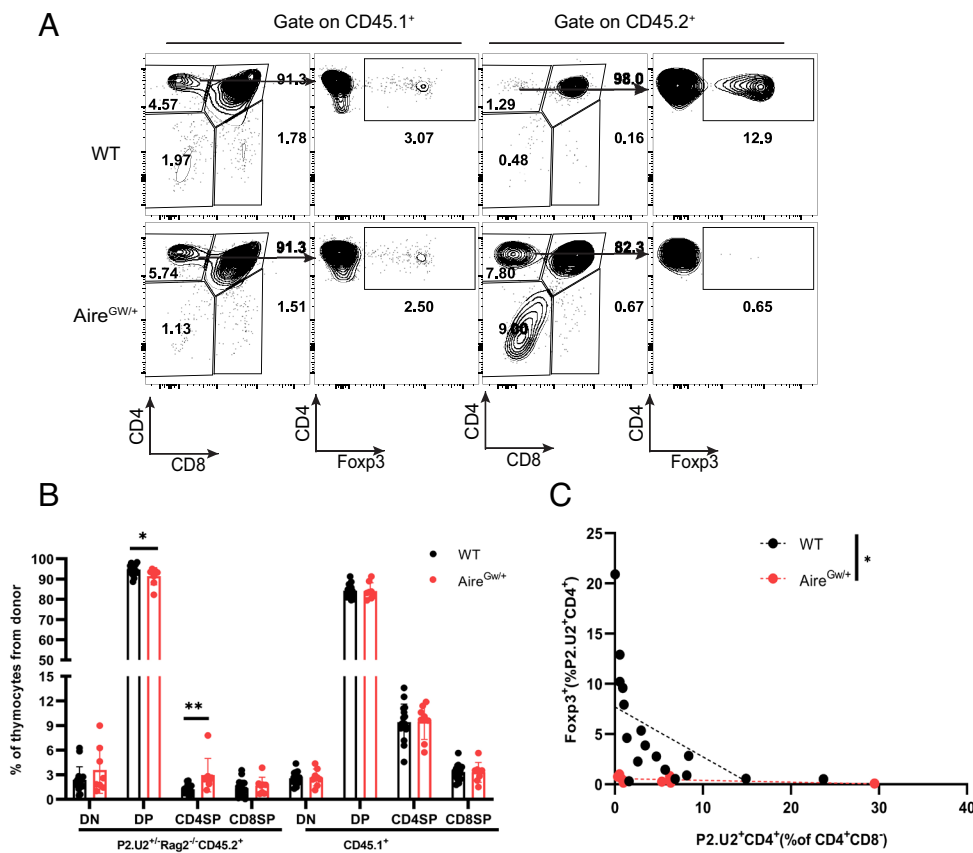 A
Gate on CD45.1⁺
Gate on CD45.2⁺
WT
91.3
4.57
1.78
1.97
3.07
98.0
1.29
0.16
0.48
12.9
Aire^GW/+
91.3
5.74
1.51
1.13
2.50
82.3
7.80
0.67
9.00
0.65
CD4
CD8
CD4
Foxp3
CD4
CD8
CD4
Foxp3
B
% of thymocytes from donor
100
90
80
70
60
50
15
12
9
6
3
0
*
**
WT
Aire^Gw/+
DN DP CD4SP CD8SP DN DP CD4SP CD8SP
P2.U2⁺/⁻Rag2⁻/⁻CD45.2⁺
CD45.1⁺
C
Foxp3⁺(%P2.U2⁺CD4⁺)
25
20
15
10
5
0
WT
Aire^Gw/+
*
0 10 20 30 40
P2.U2⁺CD4⁺(%of CD4⁺CD8⁻)